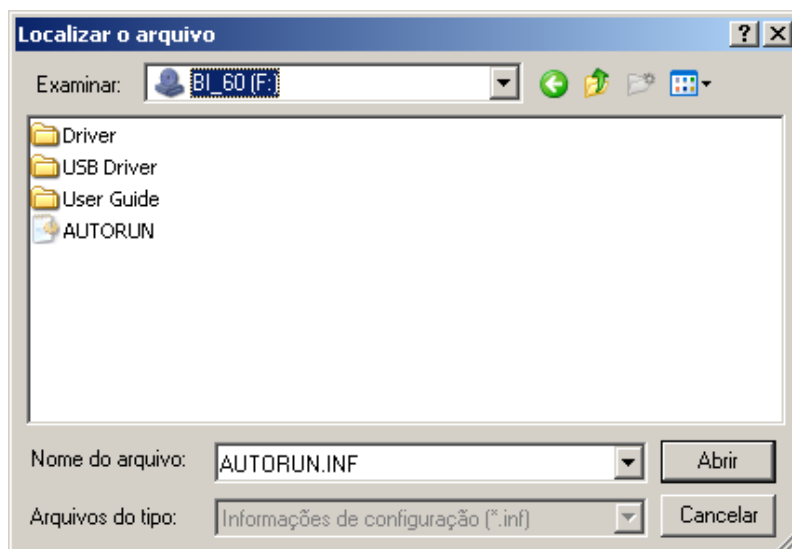 Localizar o arquivo
Examinar: BI_60 (F:)
Driver
USB Driver
User Guide
AUTORUN
Nome do arquivo: AUTORUN.INF Abrir
Arquivos do tipo: Informações de configuração (*.inf) Cancelar